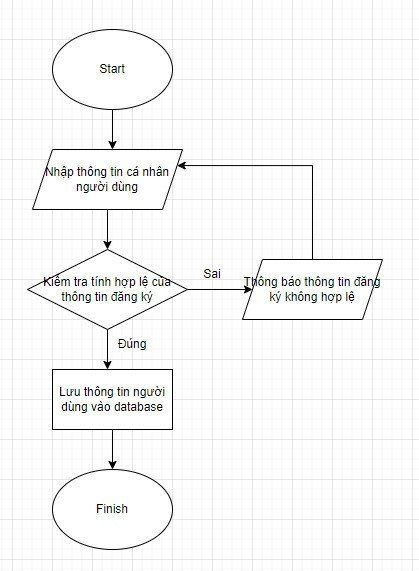 Start
Nhập thông tin cá nhân
người dùng
Kiểm tra tính hợp lệ của
thông tin đăng ký
Sai
Thông báo thông tin đăng
ký không hợp lệ
Đúng
Lưu thông tin người
dùng vào database
Finish